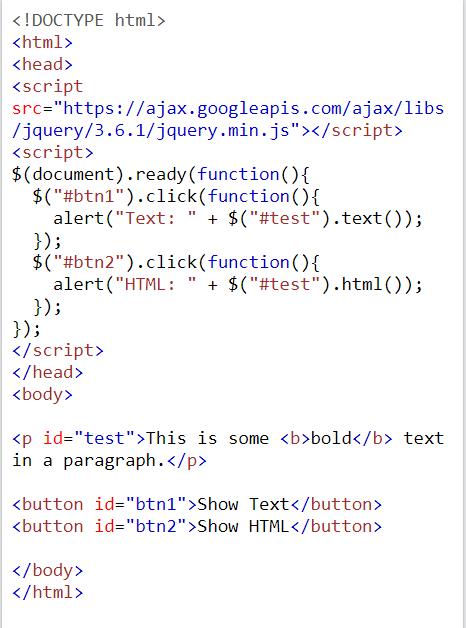 <!DOCTYPE html>
<html>
<head>
<script
src="https://ajax.googleapis.com/ajax/libs
/jquery/3.6.1/jquery.min.js"></script>
<script>
$(document).ready(function(){
  $("#btn1").click(function(){
    alert("Text: " + $("#test").text());
  });
  $("#btn2").click(function(){
    alert("HTML: " + $("#test").html());
  });
});
</script>
</head>
<body>

<p id="test">This is some <b>bold</b> text
in a paragraph.</p>

<button id="btn1">Show Text</button>
<button id="btn2">Show HTML</button>

</body>
</html>